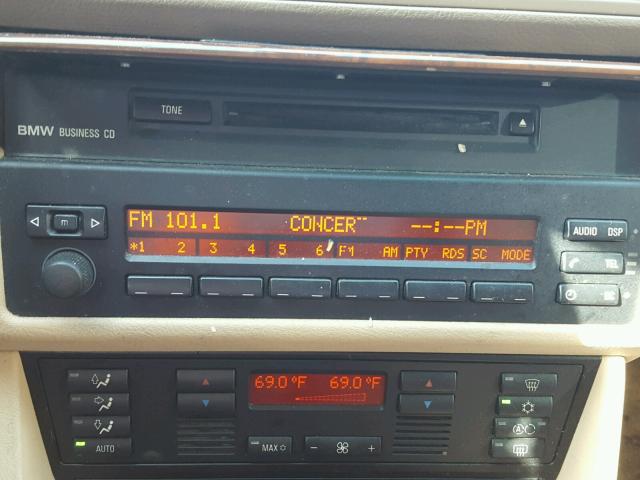 TONE
BMW BUSINESS CD
m
FM 101.1 CONCER" --:--PM
*1 2 3 4 5 6 FM AM PTY RDS SC MODE
AUDIO DSP
TEL
69.0°F 69.0°F
AUTO
MAX
- +
A